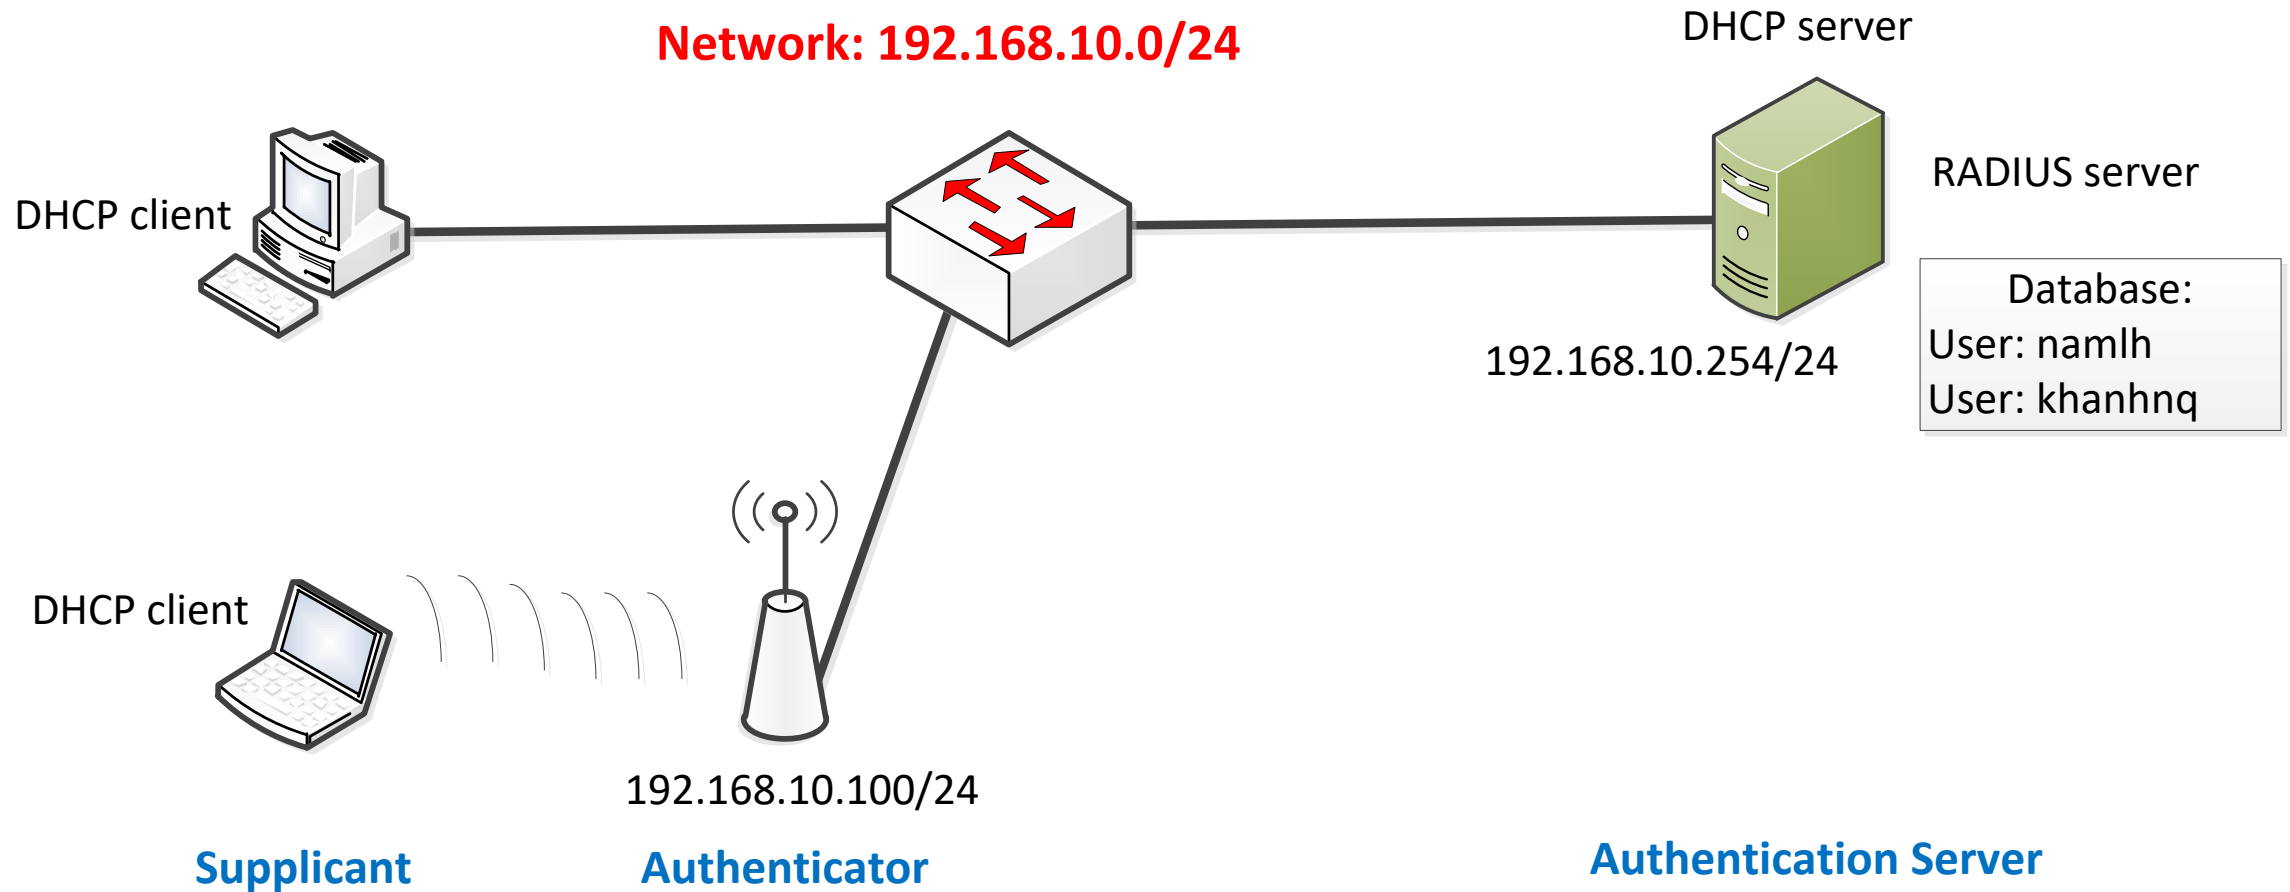 DHCP server
Network: 192.168.10.0/24
RADIUS server
DHCP client
Database:
User: namlh
User: khanhnq
192.168.10.254/24
DHCP client
192.168.10.100/24
Supplicant
Authenticator
Authentication Server